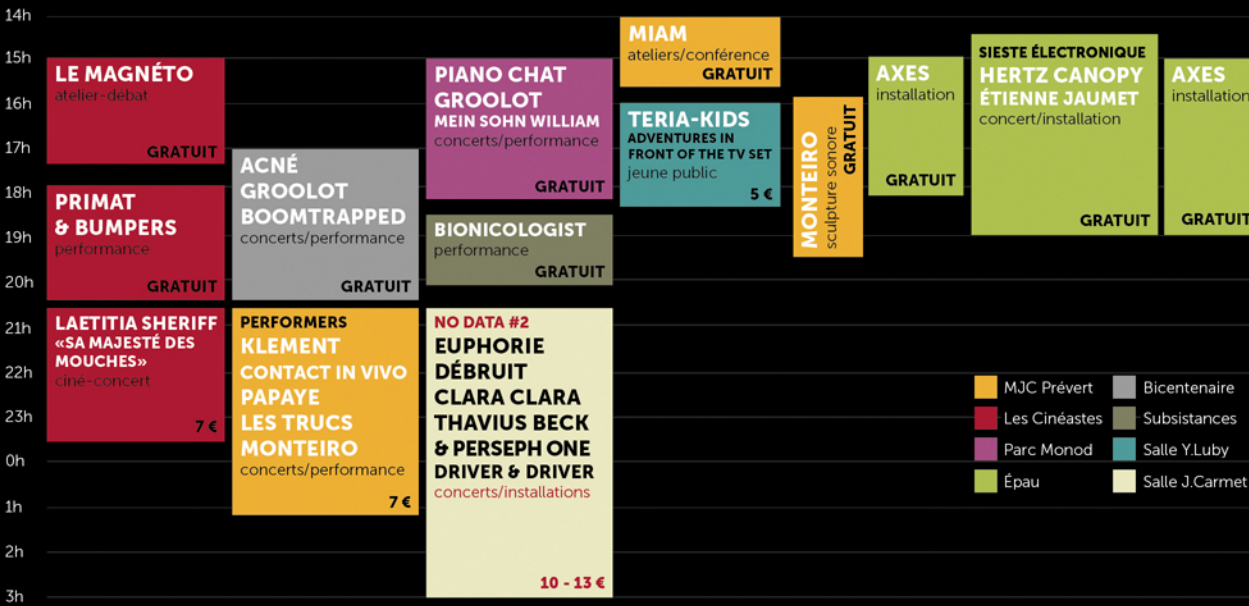 14h
15h
16h
17h
18h
19h
20h
21h
22h
23h
0h
1h
2h
3h
LE MAGNÉTO
atelier-débat
GRATUIT
PRIMAT
& BUMPERS
performance
GRATUIT
LAETITIA SHERIFF
«SA MAJESTÉ DES
MOUCHES»
ciné-concert
7 €
ACNÉ
GROOLOT
BOOMTRAPPED
concerts/performance
GRATUIT
PERFORMERS
KLEMENT
CONTACT IN VIVO
PAPAYE
LES TRUCS
MONTEIRO
concerts/performance
7 €
PIANO CHAT
GROOLOT
MEIN SOHN WILLIAM
concerts/performance
GRATUIT
BIONICOLOGIST
performance
GRATUIT
NO DATA #2
EUPHORIE
DÉBRUIT
CLARA CLARA
THAVIUS BECK
& PERSEPH ONE
DRIVER & DRIVER
concerts/installations
10 - 13 €
MIAM
ateliers/conférence
GRATUIT
TERIA-KIDS
ADVENTURES IN
FRONT OF THE TV SET
jeune public
5 €
MONTEIRO
sculpture sonore
GRATUIT
AXES
installation
GRATUIT
SIESTE ÉLECTRONIQUE
HERTZ CANOPY
ÉTIENNE JAUMET
concert/installation
GRATUIT
AXES
installation
GRATUIT
MJC Prévert
Les Cinéastes
Parc Monod
Épau
Bicentenaire
Subsistances
Salle Y.Luby
Salle J.Carmet